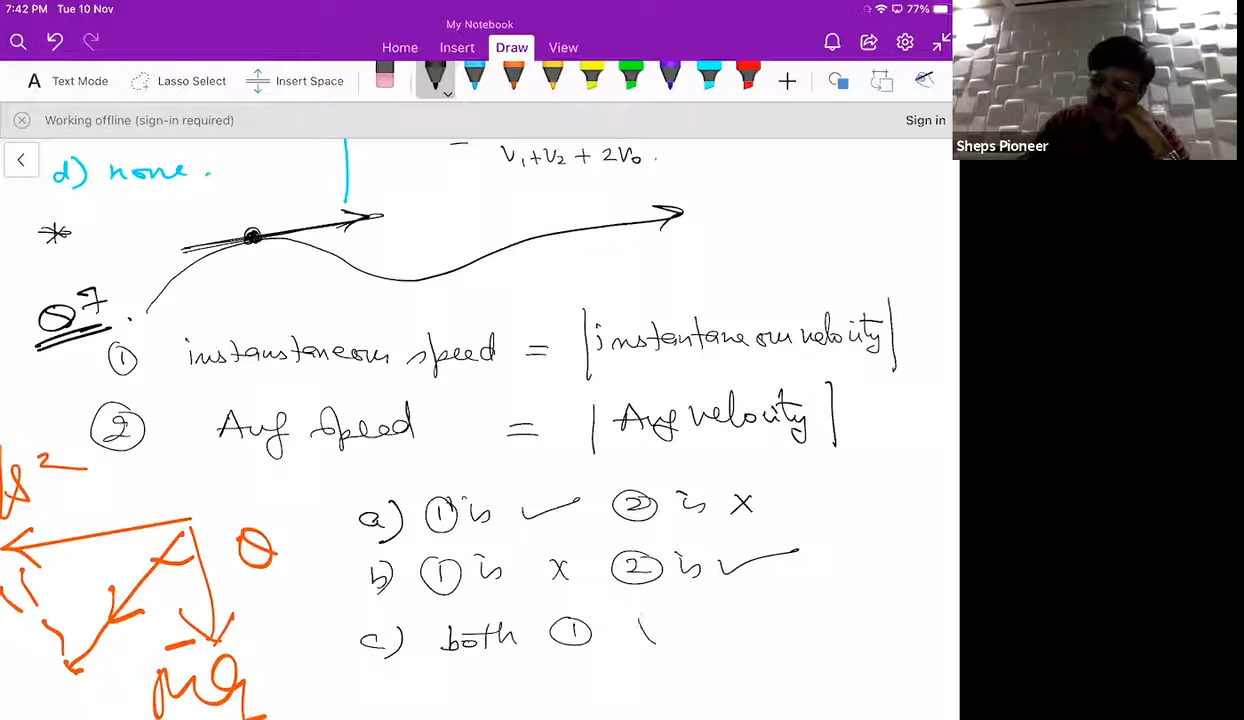 7:42 PM Tue 10 Nov
77%
My Notebook
Home Insert Draw View
A Text Mode Lasso Select Insert Space
Working offline (sign-in required) Sign in
Sheps Pioneer
V₁+V₂ + 2V₀
d) none.
*
Q7.
① instanstaneous speed = |instantaneous velocity|
② Avg speed = |Avg velocity|
a) ① is ✓ ② is x
b) ① is x ② is ✓
c) both ①
θ